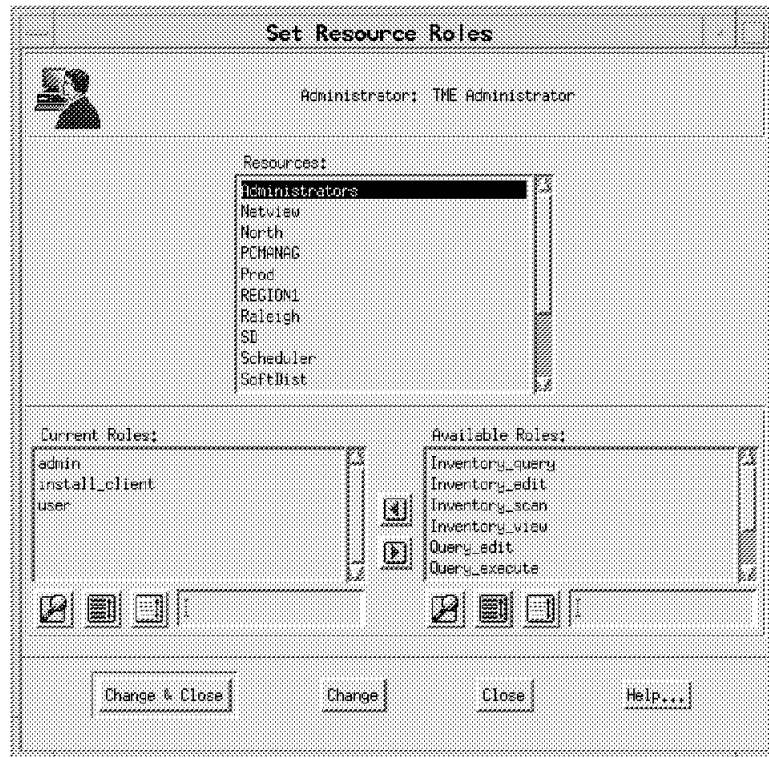 Set Resource Roles
Administrator: TME Administrator
Resources:
Administrators
Netview
North
PCMANAG
Prod
REGION1
Raleigh
SD
Scheduler
SoftDist
Current Roles:
admin
install_client
user
Available Roles:
Inventory_query
Inventory_edit
Inventory_scan
Inventory_view
Query_edit
Query_execute
Change & Close
Change
Close
Help...